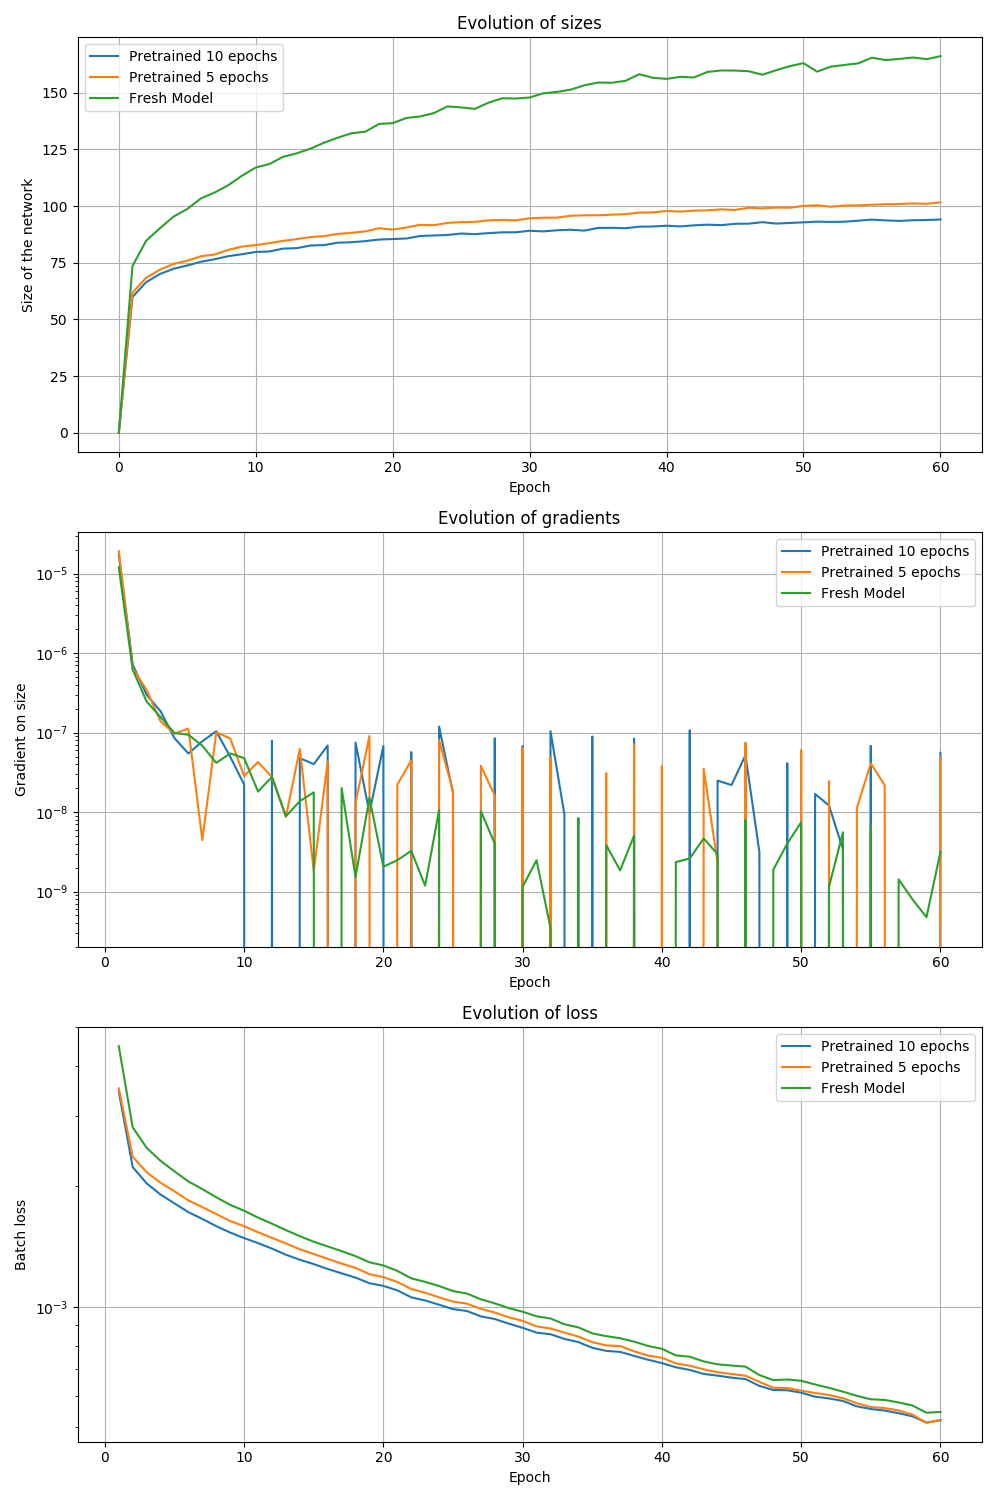 Evolution of sizes
Pretrained 10 epochs
Pretrained 5 epochs
Fresh Model
Size of the network
150
125
100
75
50
25
0
0 10 20 30 40 50 60
Epoch
Evolution of gradients
Pretrained 10 epochs
Pretrained 5 epochs
Fresh Model
Gradient on size
10⁻⁵
10⁻⁶
10⁻⁷
10⁻⁸
10⁻⁹
0 10 20 30 40 50 60
Epoch
Evolution of loss
Pretrained 10 epochs
Pretrained 5 epochs
Fresh Model
Batch loss
10⁻³
0 10 20 30 40 50 60
Epoch